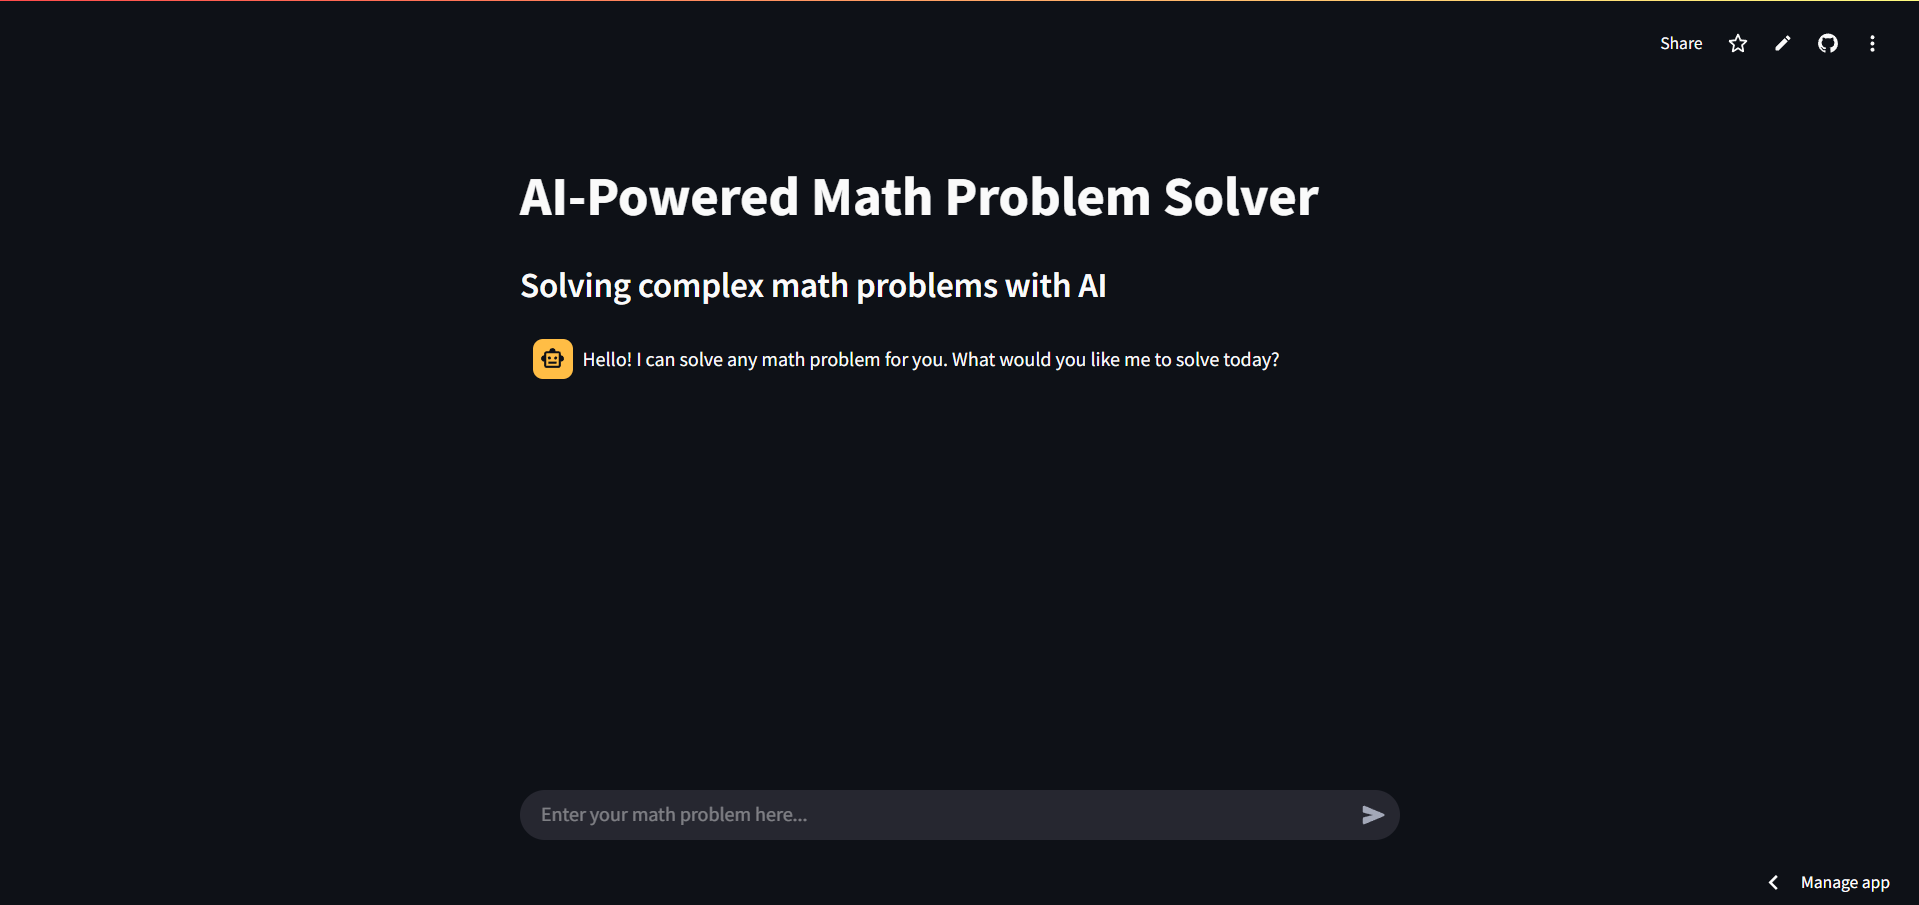 Share
AI-Powered Math Problem Solver
Solving complex math problems with AI
Hello! I can solve any math problem for you. What would you like me to solve today?
Enter your math problem here...
Manage app